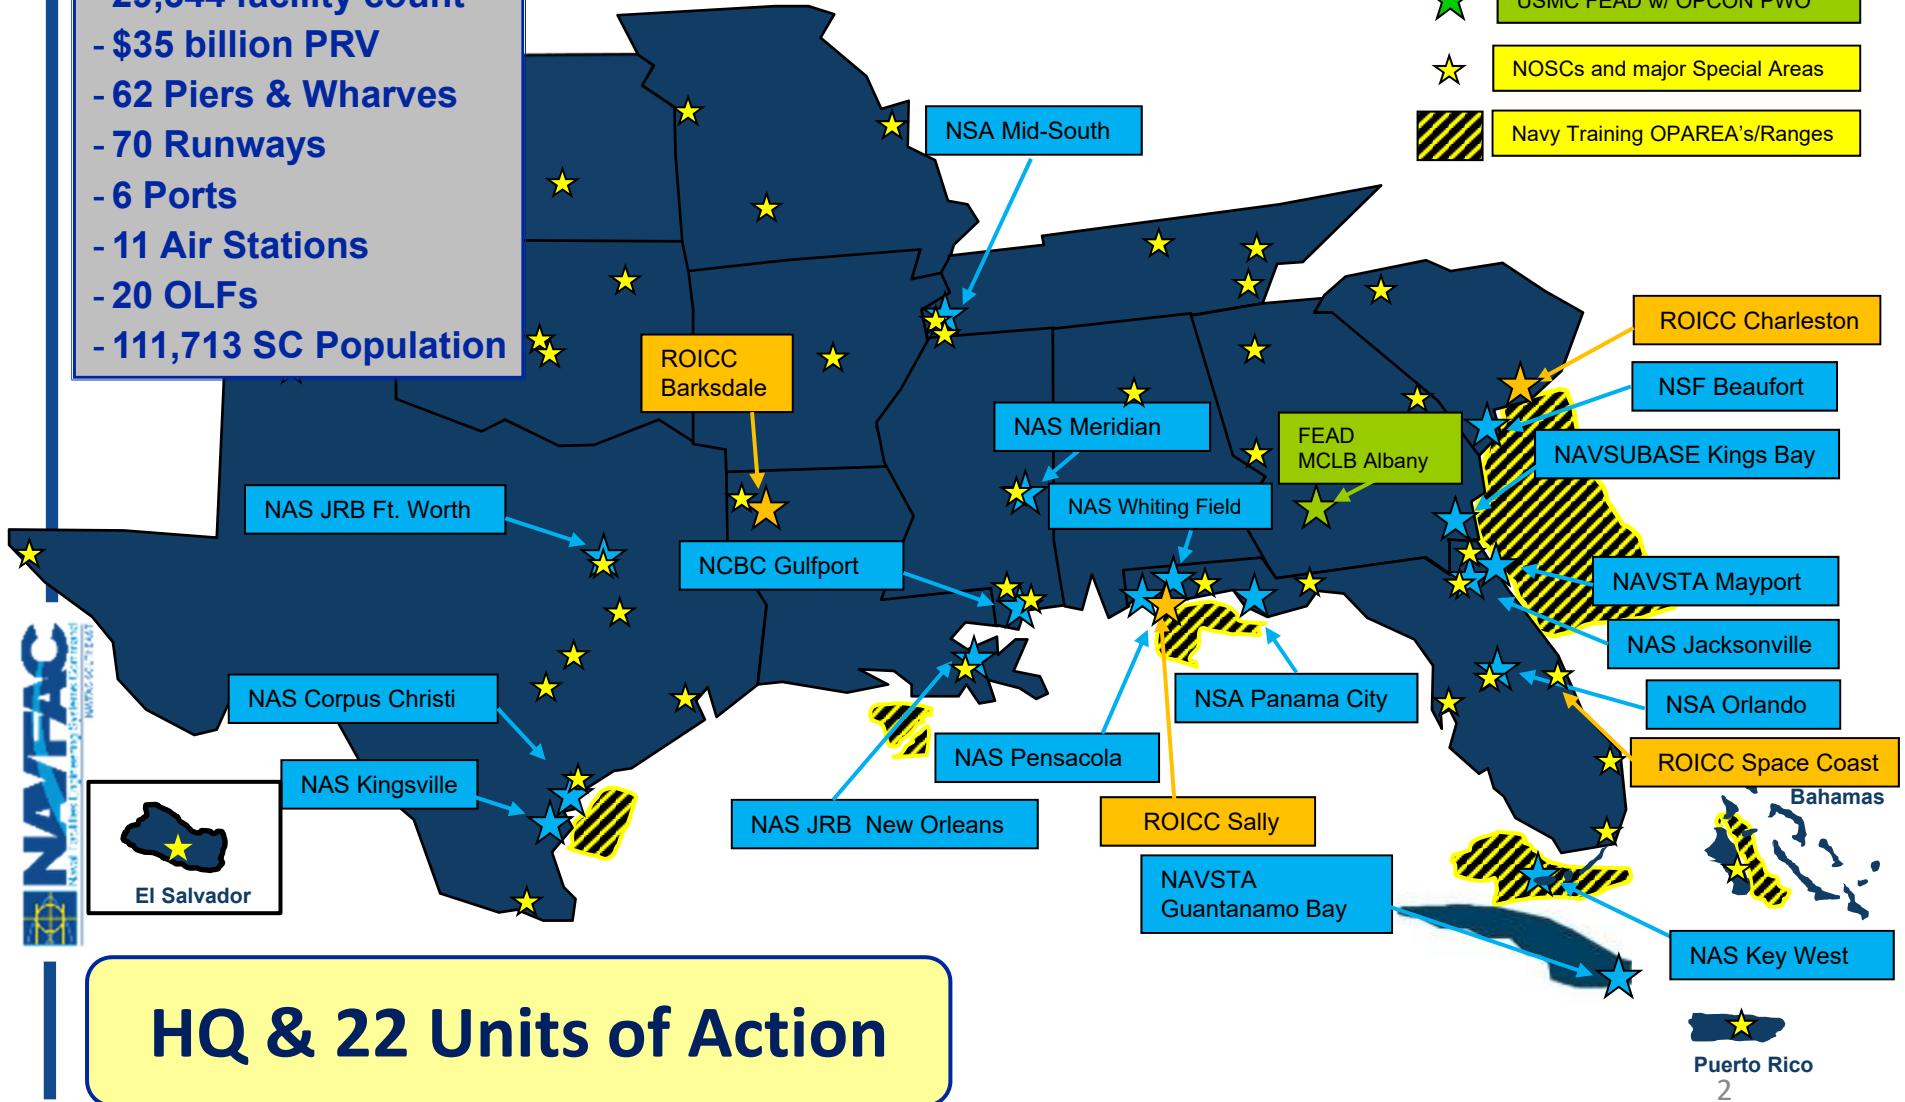 - $35 billion PRV
- 62 Piers & Wharves
- 70 Runways
- 6 Ports
- 11 Air Stations
- 20 OLFs
- 111,713 SC Population
USMC FEAD w/ OPCON PWO
NOSCs and major Special Areas
Navy Training OPAREA's/Ranges
NSA Mid-South
ROICC Charleston
ROICC
Barksdale
NSF Beaufort
NAS Meridian
FEAD
MCLB Albany
NAVSUBASE Kings Bay
NAS JRB Ft. Worth
NAS Whiting Field
NCBC Gulfport
NAVSTA Mayport
NAS Jacksonville
NAS Corpus Christi
NSA Panama City
NSA Orlando
NAS Pensacola
ROICC Space Coast
NAS Kingsville
Bahamas
NAS JRB New Orleans
ROICC Sally
NAVSTA
Guantanamo Bay
El Salvador
NAS Key West
NAVFAC
HQ & 22 Units of Action
Puerto Rico
2